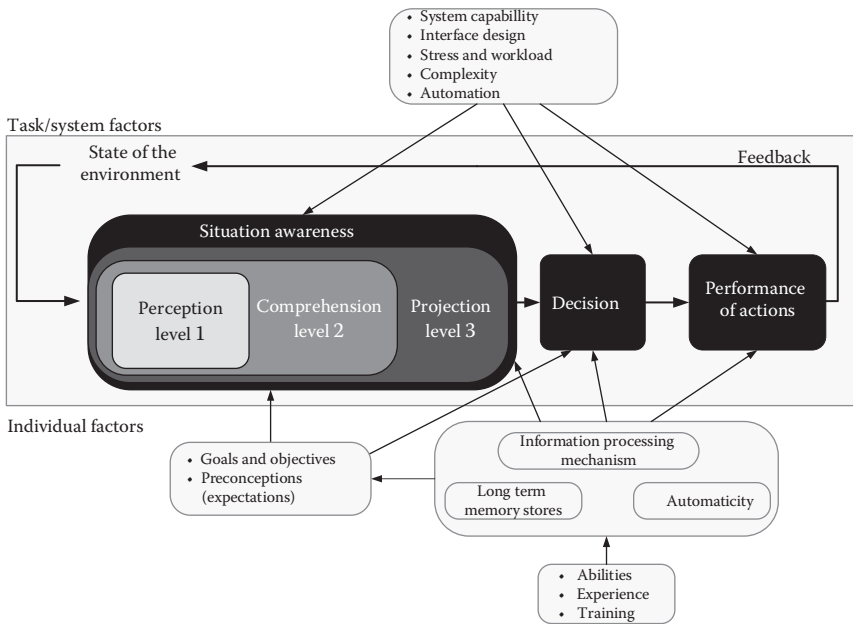 • System capabillity
• Interface design
• Stress and workload
• Complexity
• Automation
Task/system factors
State of the
environment
Feedback
Situation awareness
Perception
level 1
Comprehension
level 2
Projection
level 3
Decision
Performance
of actions
Individual factors
• Goals and objectives
• Preconceptions
(expectations)
Information processing
mechanism
Long term
memory stores
Automaticity
• Abilities
• Experience
• Training